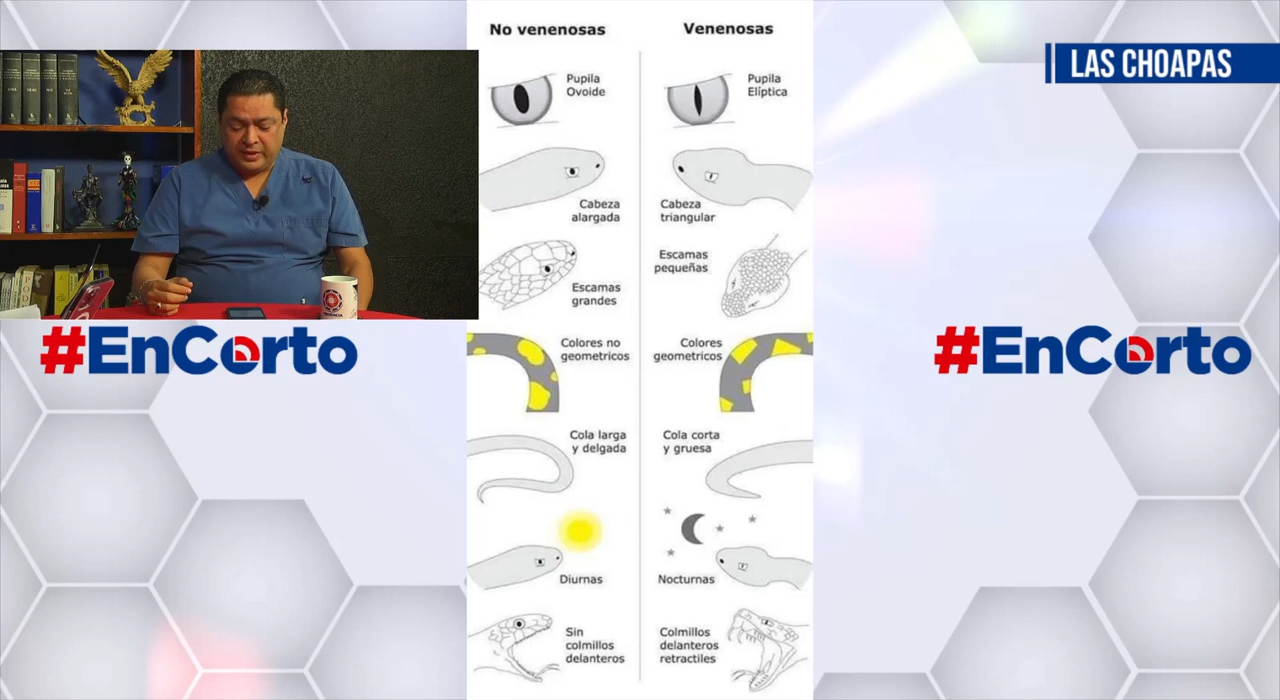 No venenosas
Venenosas
LAS CHOAPAS
Pupila
Ovoide
Pupila
Elíptica
Cabeza
alargada
Cabeza
triangular
Escamas
grandes
Escamas
pequeñas
#EnCorto
Colores no
geometricos
Colores
geometricos
#EnCorto
Cola larga
y delgada
Cola corta
y gruesa
Diurnas
Nocturnas
Sin
colmillos
delanteros
Colmillos
delanteros
retractiles